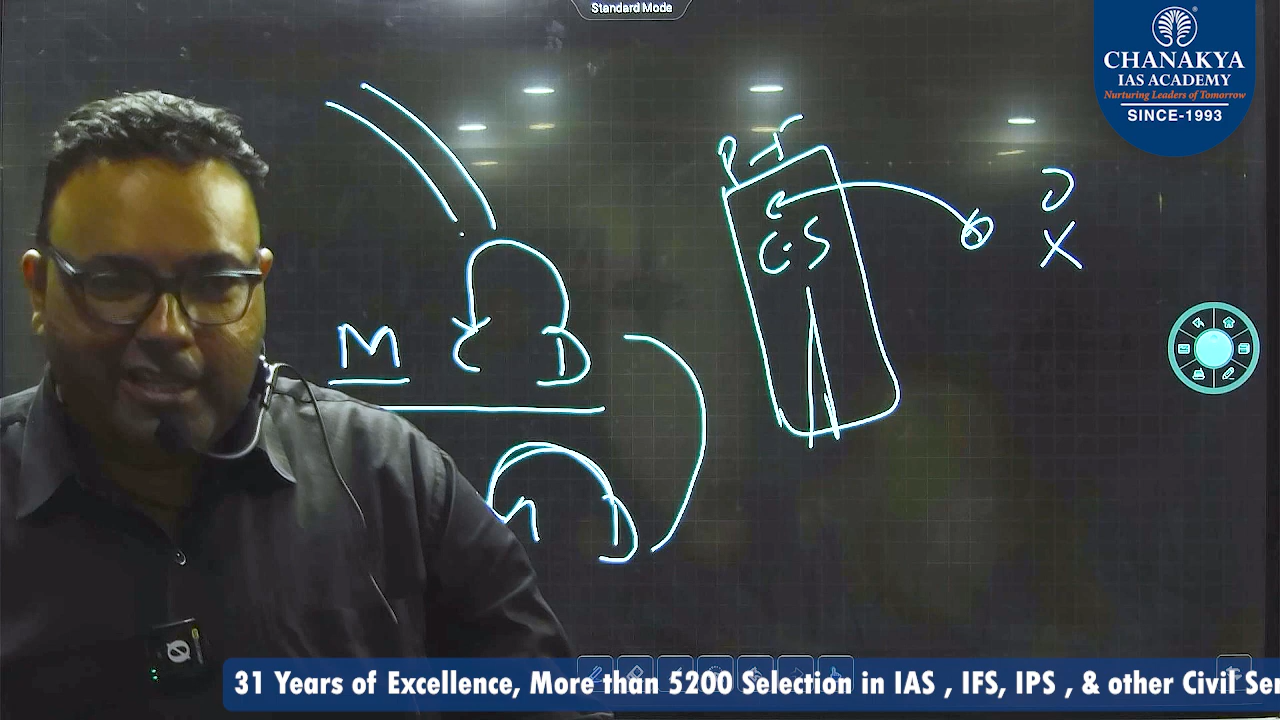 Standard Mode
CHANAKYA
IAS ACADEMY
Nurturing Leaders of Tomorrow
SINCE-1993
P I
C.S
X
M C D
D
31 Years of Excellence, More than 5200 Selection in IAS , IFS, IPS , & other Civil Ser